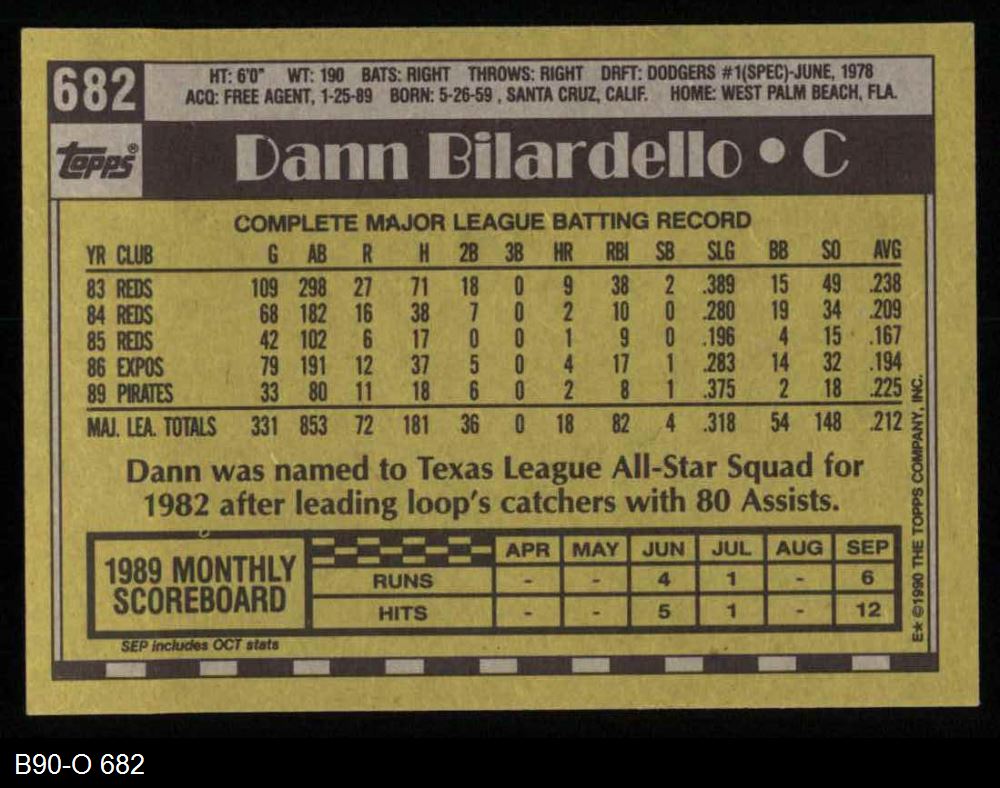 682
HT: 6'0" WT: 190 BATS: RIGHT THROWS: RIGHT DRFT: DODGERS #1(SPEC)-JUNE, 1978
ACQ: FREE AGENT, 1-25-89 BORN: 5-26-59 , SANTA CRUZ, CALIF. HOME: WEST PALM BEACH, FLA.
topps®
Dann Bilardello • C
COMPLETE MAJOR LEAGUE BATTING RECORD
YR CLUB G AB R H 2B 3B HR RBI SB SLG BB SO AVG
83 REDS 109 298 27 71 18 0 9 38 2 .389 15 49 .238
84 REDS 68 182 16 38 7 0 2 10 0 .280 19 34 .209
85 REDS 42 102 6 17 0 0 1 9 0 .196 4 15 .167
86 EXPOS 79 191 12 37 5 0 4 17 1 .283 14 32 .194
89 PIRATES 33 80 11 18 6 0 2 8 1 .375 2 18 .225
MAJ. LEA. TOTALS 331 853 72 181 36 0 18 82 4 .318 54 148 .212
Dann was named to Texas League All-Star Squad for
1982 after leading loop's catchers with 80 Assists.
1989 MONTHLY
SCOREBOARD
APR MAY JUN JUL AUG SEP
RUNS - - 4 1 - 6
HITS - - 5 1 - 12
SEP includes OCT stats
E★ ©1990 THE TOPPS COMPANY, INC.
B90-O 682